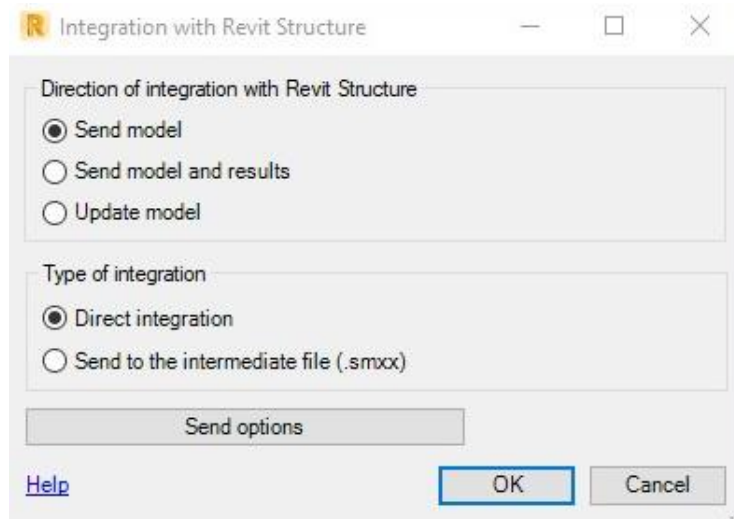 Integration with Revit Structure
Direction of integration with Revit Structure
Send model
Send model and results
Update model
Type of integration
Direct integration
Send to the intermediate file (.smxx)
Send options
Help
OK
Cancel